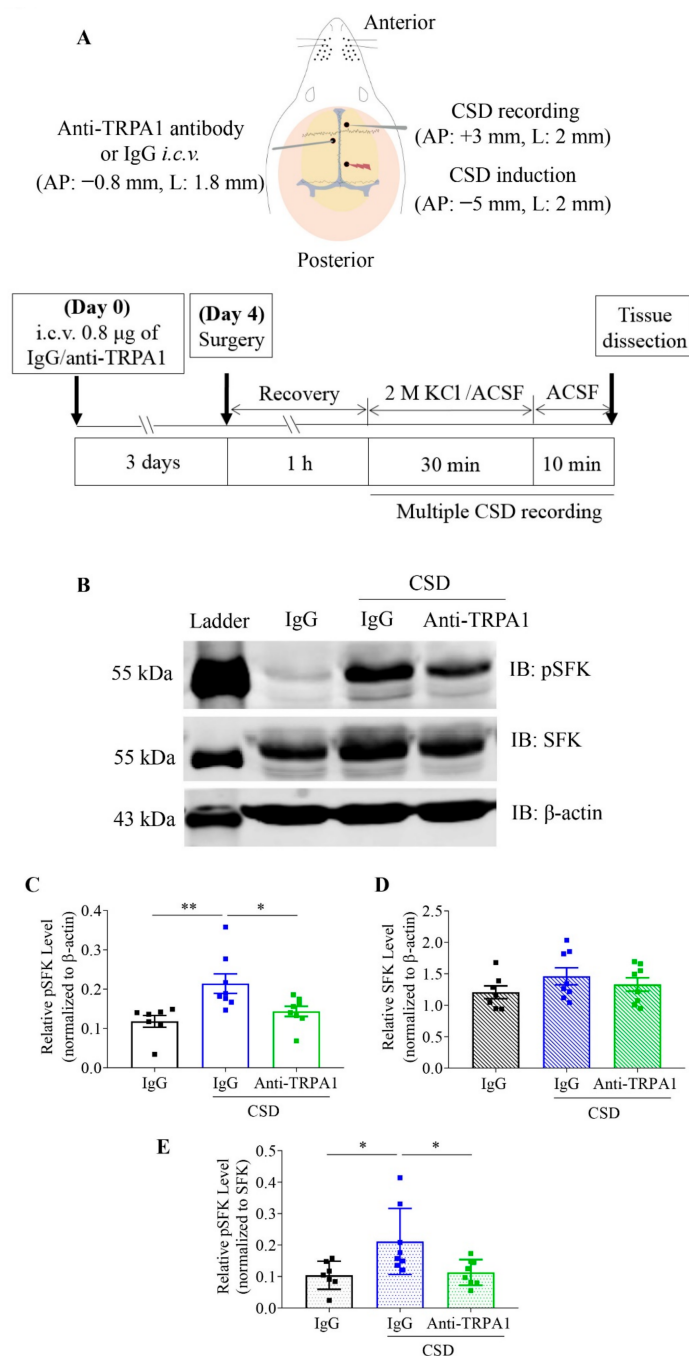 A
Anterior
Anti-TRPA1 antibody
or IgG i.c.v.
(AP: −0.8 mm, L: 1.8 mm)
CSD recording
(AP: +3 mm, L: 2 mm)
CSD induction
(AP: −5 mm, L: 2 mm)
Posterior
(Day 0)
i.c.v. 0.8 µg of
IgG/anti-TRPA1
(Day 4)
Surgery
Tissue
dissection
Recovery
2 M KCl /ACSF
ACSF
3 days
1 h
30 min
10 min
Multiple CSD recording
B
CSD
Ladder
IgG
IgG
Anti-TRPA1
55 kDa
IB: pSFK
55 kDa
IB: SFK
43 kDa
IB: β-actin
C
Relative pSFK Level
(normalized to β-actin)
0.4
0.3
0.2
0.1
0.0
**
*
IgG
IgG
Anti-TRPA1
CSD
D
Relative SFK Level
(normalized to β-actin)
2.5
2.0
1.5
1.0
0.5
0.0
IgG
IgG
Anti-TRPA1
CSD
E
Relative pSFK Level
(normalized to SFK)
0.5
0.4
0.3
0.2
0.1
0.0
*
*
IgG
IgG
Anti-TRPA1
CSD